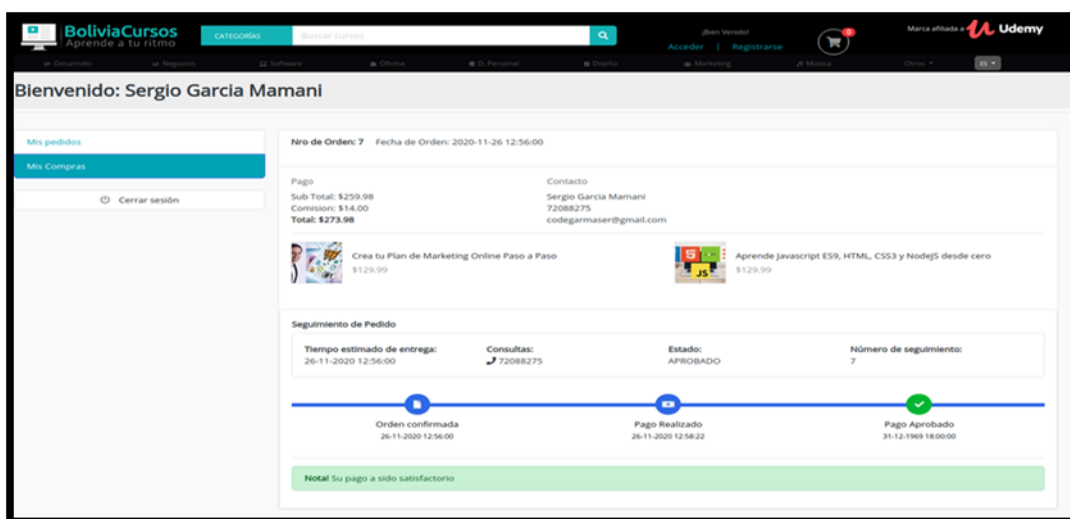 BoliviaCursos
Aprende a tu ritmo
CATEGORÍAS
Buscar cursos
¡Bien Venido!
Acceder | Registrarse
0
Marca afiliada a Udemy
Desarrollo Negocios Software Oficina D. Personal Diseño Marketing Música Otros ES
Bienvenido: Sergio Garcia Mamani
Mis pedidos
Mis Compras
Cerrar sesión
Nro de Orden: 7 Fecha de Orden: 2020-11-26 12:56:00
Pago
Sub Total: $259.98
Comision: $14.00
Total: $273.98
Contacto
Sergio Garcia Mamani
72088275
codegarmaser@gmail.com
Crea tu Plan de Marketing Online Paso a Paso
$129.99
5
JS
Aprende Javascript ES9, HTML, CSS3 y NodeJS desde cero
$129.99
Seguimiento de Pedido
Tiempo estimado de entrega:
26-11-2020 12:56:00
Consultas:
72088275
Estado:
APROBADO
Número de seguimiento:
7
Orden confirmada
26-11-2020 12:56:00
Pago Realizado
26-11-2020 12:58:22
Pago Aprobado
31-12-1969 18:00:00
Nota! Su pago a sido satisfactorio